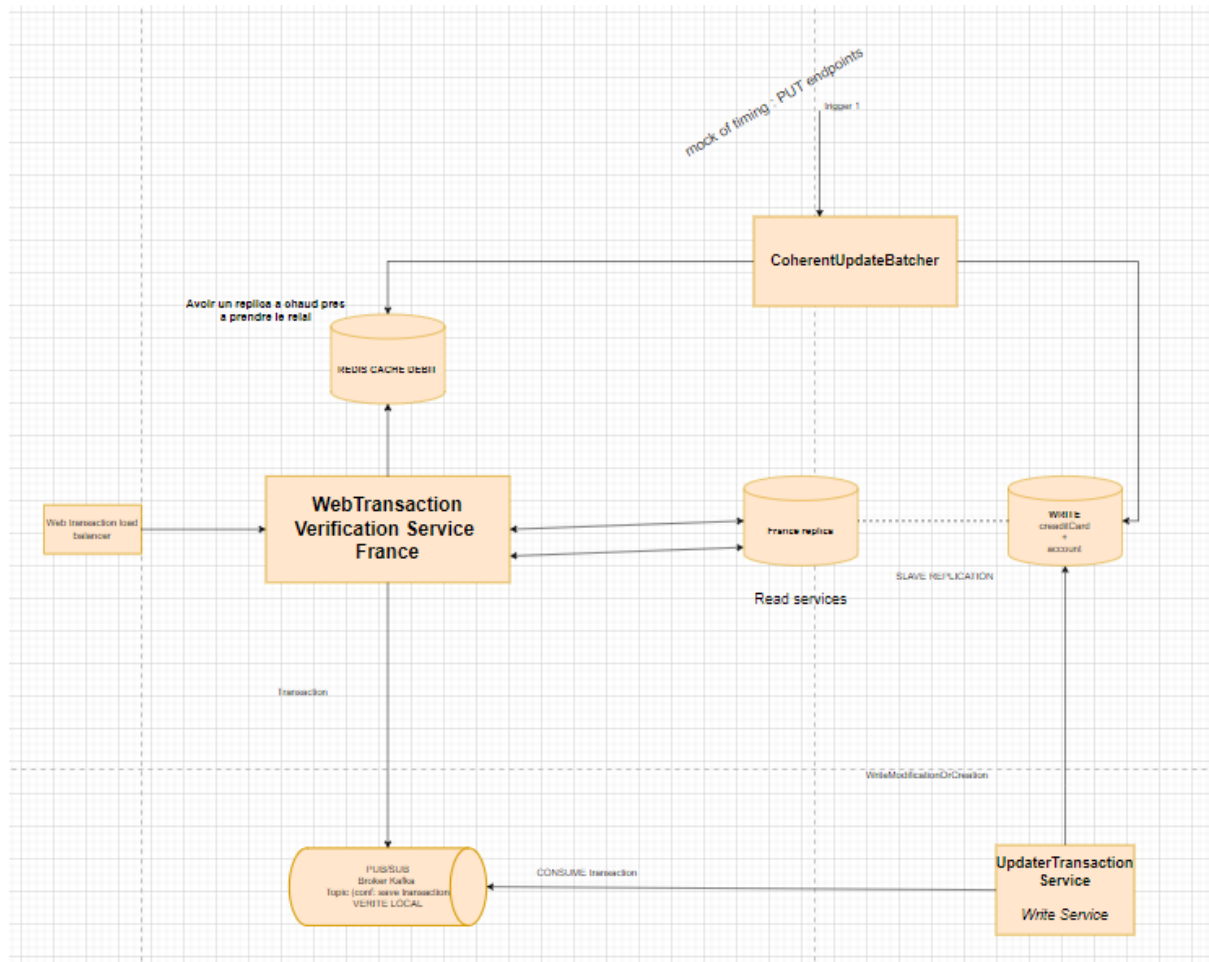 mock of timing : PUT endpoints
trigger 1
CoherentUpdateBatcher
Avoir un replica a chaud pres
a prendre le relai
REDIS CACHE DEBIT
Web transaction load
balancer
WebTransaction
Verification Service
France
France replica
WRITE
creaditCard
+
account
SLAVE REPLICATION
Read services
Transaction
WriteModificationOrCreation
PUB/SUB
Broker Kafka
Topic (conf. save transaction
VERITE LOCAL
CONSUME transaction
UpdaterTransaction
Service
Write Service